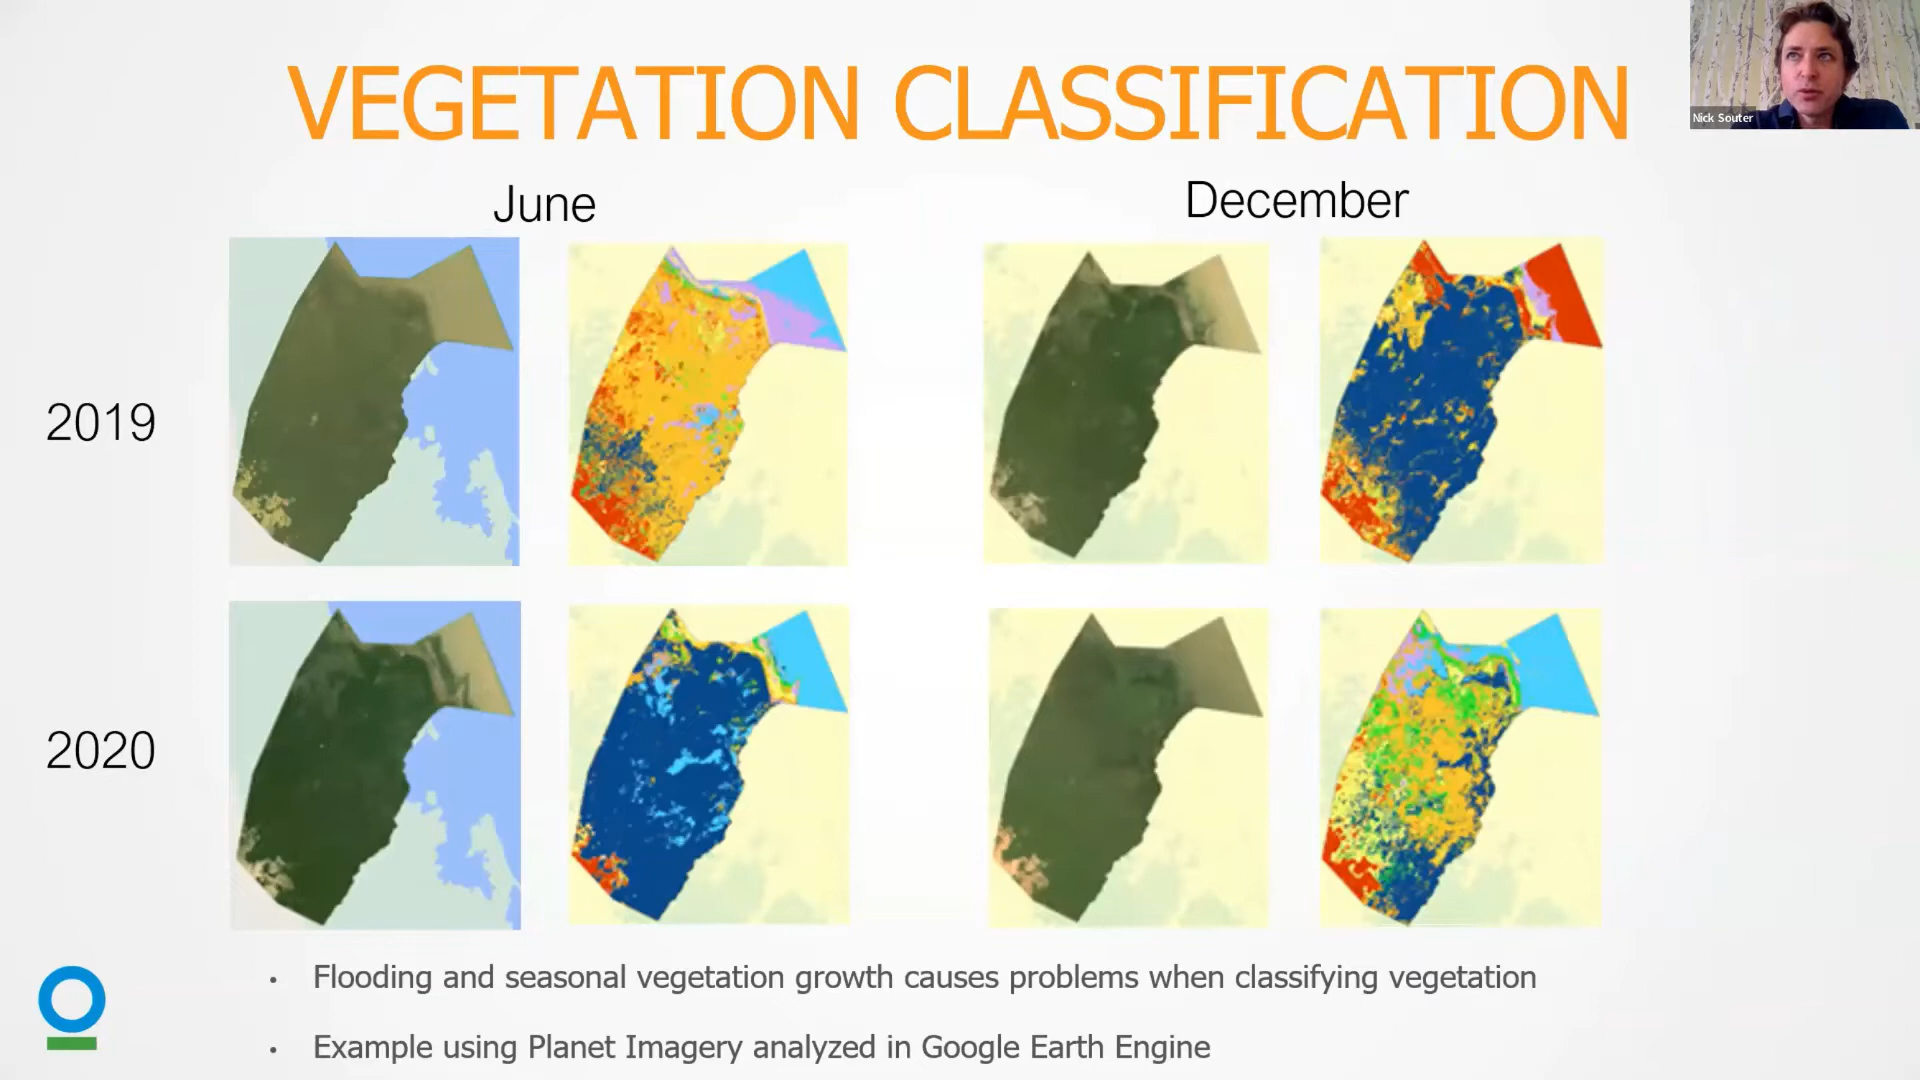 VEGETATION CLASSIFICATION
Nick Souter
June
December
2019
2020
• Flooding and seasonal vegetation growth causes problems when classifying vegetation
• Example using Planet Imagery analyzed in Google Earth Engine